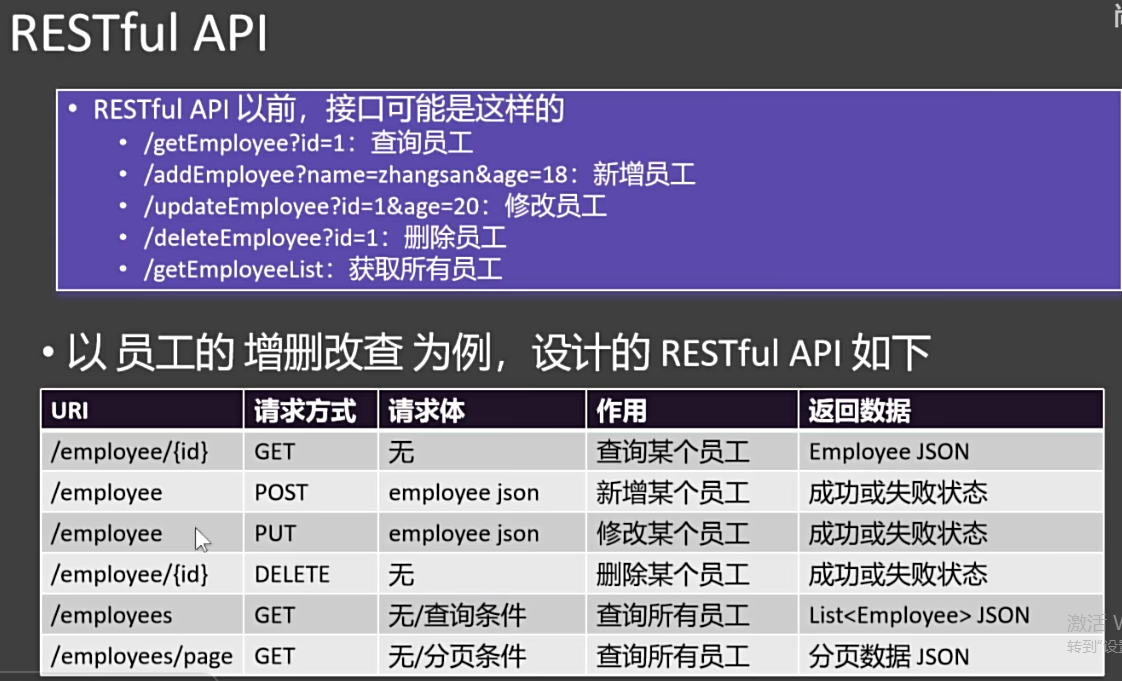 RESTful API
尚
• RESTful API 以前，接口可能是这样的
• /getEmployee?id=1：查询员工
• /addEmployee?name=zhangsan&age=18：新增员工
• /updateEmployee?id=1&age=20：修改员工
• /deleteEmployee?id=1：删除员工
• /getEmployeeList：获取所有员工
• 以 员工的 增删改查 为例，设计的 RESTful API 如下
URI 请求方式 请求体 作用 返回数据
/employee/{id} GET 无 查询某个员工 Employee JSON
/employee POST employee json 新增某个员工 成功或失败状态
/employee PUT employee json 修改某个员工 成功或失败状态
/employee/{id} DELETE 无 删除某个员工 成功或失败状态
/employees GET 无/查询条件 查询所有员工 List<Employee> JSON
/employees/page GET 无/分页条件 查询所有员工 分页数据 JSON
激活 W
转到"设置